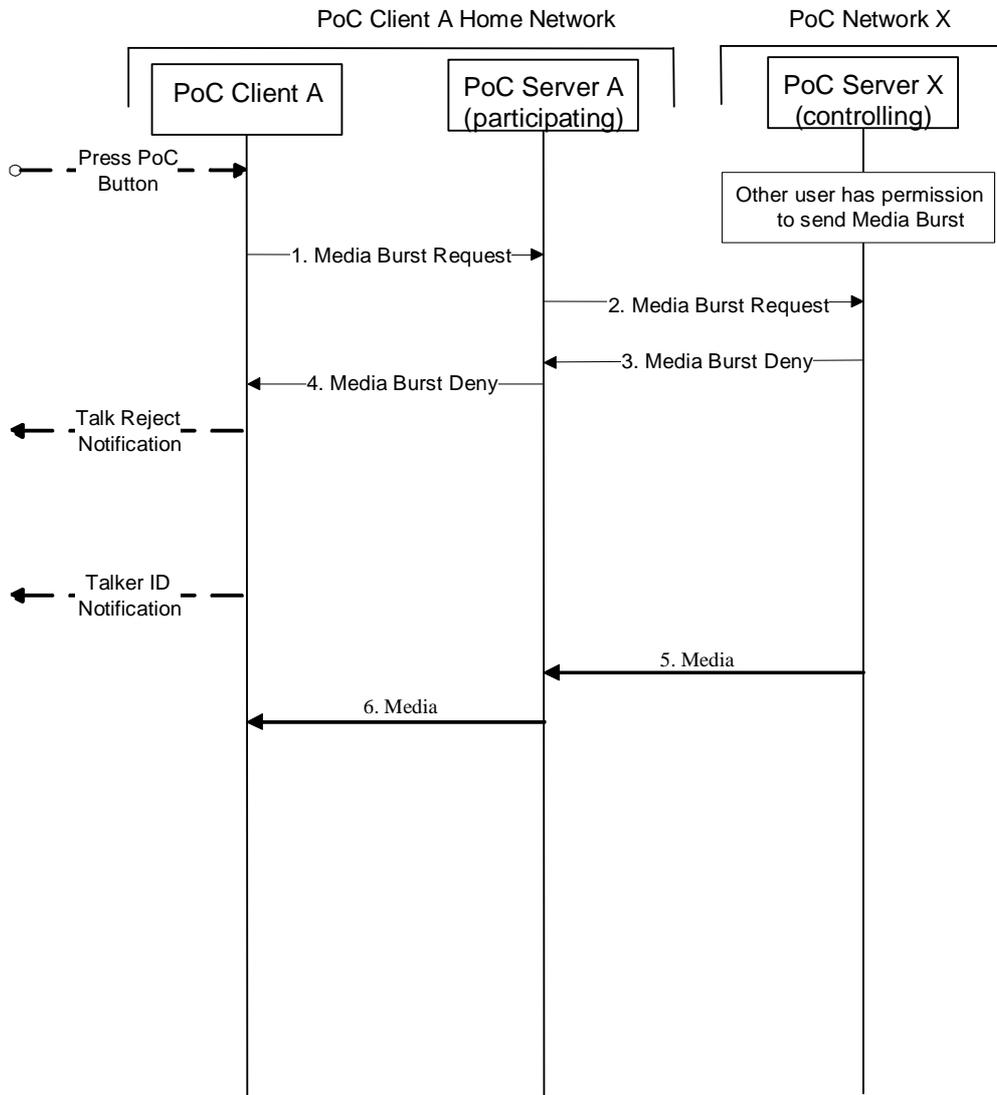 PoC Client A Home Network
PoC Network X
PoC Client A
PoC Server A
(participating)
PoC Server X
(controlling)
Press PoC
Button
Other user has permission
to send Media Burst
1. Media Burst Request
2. Media Burst Request
3. Media Burst Deny
4. Media Burst Deny
Talk Reject
Notification
Talker ID
Notification
5. Media
6. Media